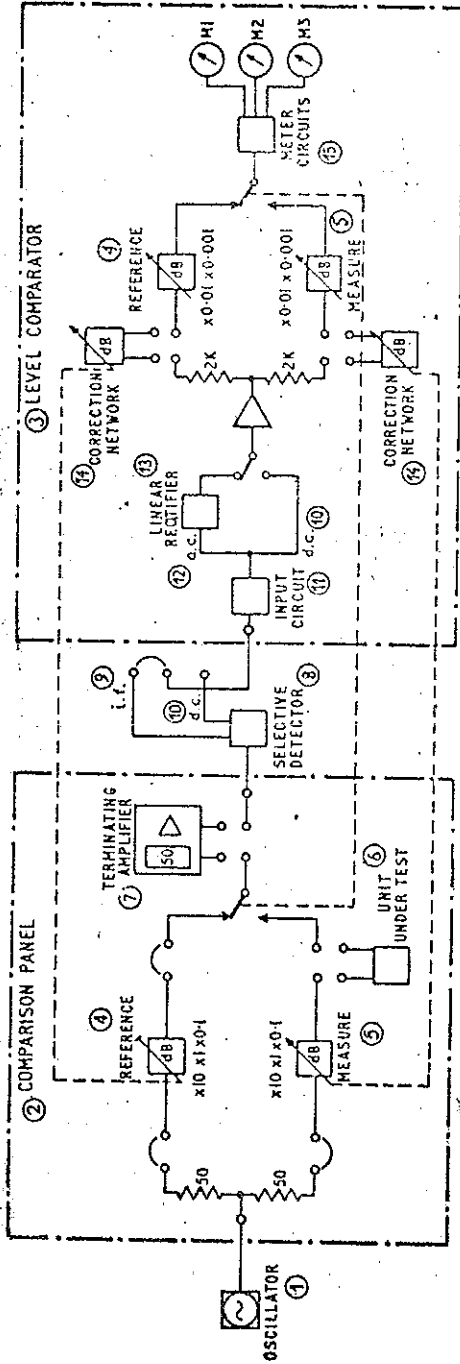 OSCILLATOR ①
② COMPARISON PANEL
50
50
④
REFERENCE
dB
x10 x1 x0·1
x10 x1 x0·1
dB
MEASURE
⑤
TERMINATING
AMPLIFIER
⑦
50
UNIT
UNDER TEST
⑥
SELECTIVE
DETECTOR
⑧
i.f.
⑨
d.c.
⑩
③ LEVEL COMPARATOR
INPUT
CIRCUIT
⑪
a.c.
⑫
LINEAR
RECTIFIER
⑬
d.c.
⑩
2K
2K
CORRECTION
NETWORK
⑭
dB
REFERENCE
④
dB
x0·01 x0·001
x0·01 x0·001
dB
MEASURE
⑤
CORRECTION
NETWORK
⑭
dB
METER
CIRCUITS
⑮
M1
M2
M3